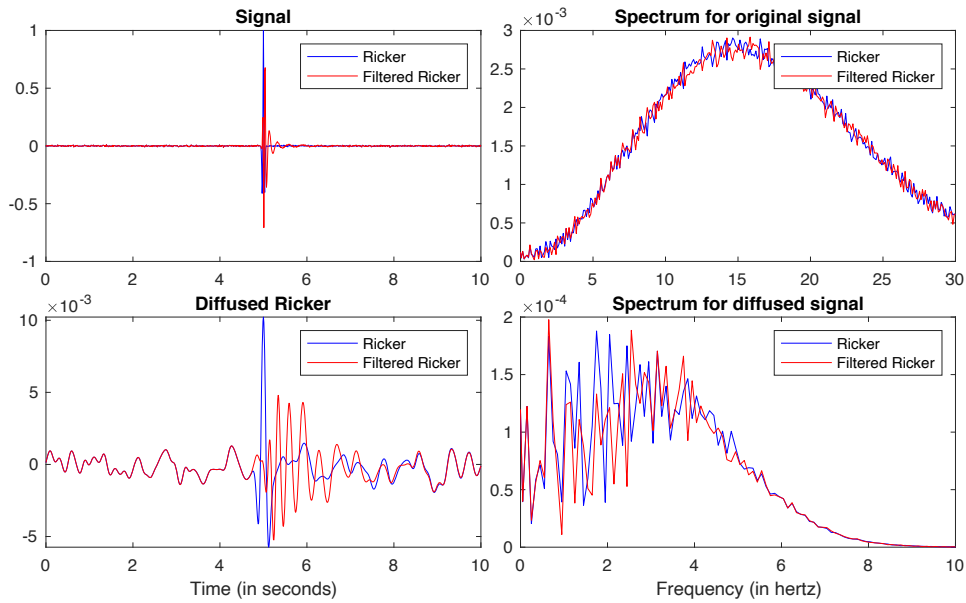 Signal
1
0.5
0
-0.5
-1
0 2 4 6 8 10
Ricker
Filtered Ricker
Spectrum for original signal
×10⁻³
3
2.5
2
1.5
1
0.5
0
0 5 10 15 20 25 30
Ricker
Filtered Ricker
Diffused Ricker
×10⁻³
10
5
0
-5
0 2 4 6 8 10
Time (in seconds)
Ricker
Filtered Ricker
Spectrum for diffused signal
×10⁻⁴
2
1.5
1
0.5
0
0 2 4 6 8 10
Frequency (in hertz)
Ricker
Filtered Ricker